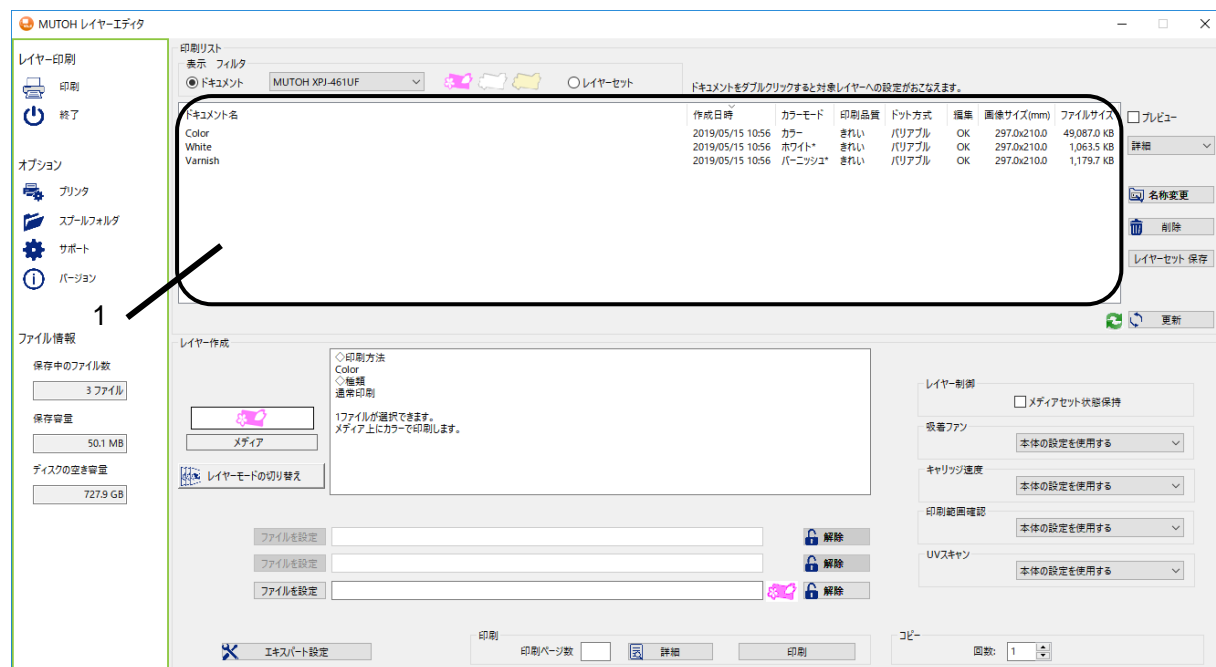 MUTOH レイヤーエディタ
レイヤー印刷
印刷
終了
オプション
プリンタ
スプールフォルダ
サポート
バージョン
ファイル情報
保存中のファイル数
3 ファイル
保存容量
50.1 MB
ディスクの空き容量
727.9 GB
1
印刷リスト
表示 フィルタ
ドキュメント MUTOH XPJ-461UF レイヤーセット
ドキュメントをダブルクリックすると対象レイヤーへの設定がおこなえます。
ドキュメント名 作成日時 カラーモード 印刷品質 ドット方式 編集 画像サイズ(mm) ファイルサイズ
Color 2019/05/15 10:56 カラー きれい バリアブル OK 297.0x210.0 49,087.0 KB
White 2019/05/15 10:56 ホワイト* きれい バリアブル OK 297.0x210.0 1,063.5 KB
Varnish 2019/05/15 10:56 バーニッシュ* きれい バリアブル OK 297.0x210.0 1,179.7 KB
プレビュー
詳細
名称変更
削除
レイヤーセット 保存
更新
レイヤー作成
◇印刷方法
Color
◇種類
通常印刷
1ファイルが選択できます。
メディア上にカラーで印刷します。
メディア
レイヤーモードの切り替え
レイヤー制御
メディアセット状態保持
吸着ファン
本体の設定を使用する
キャリッジ速度
本体の設定を使用する
印刷範囲確認
本体の設定を使用する
UVスキャン
本体の設定を使用する
ファイルを設定 解除
ファイルを設定 解除
ファイルを設定 解除
エキスパート設定
印刷
印刷ページ数 詳細 印刷
コピー
回数: 1